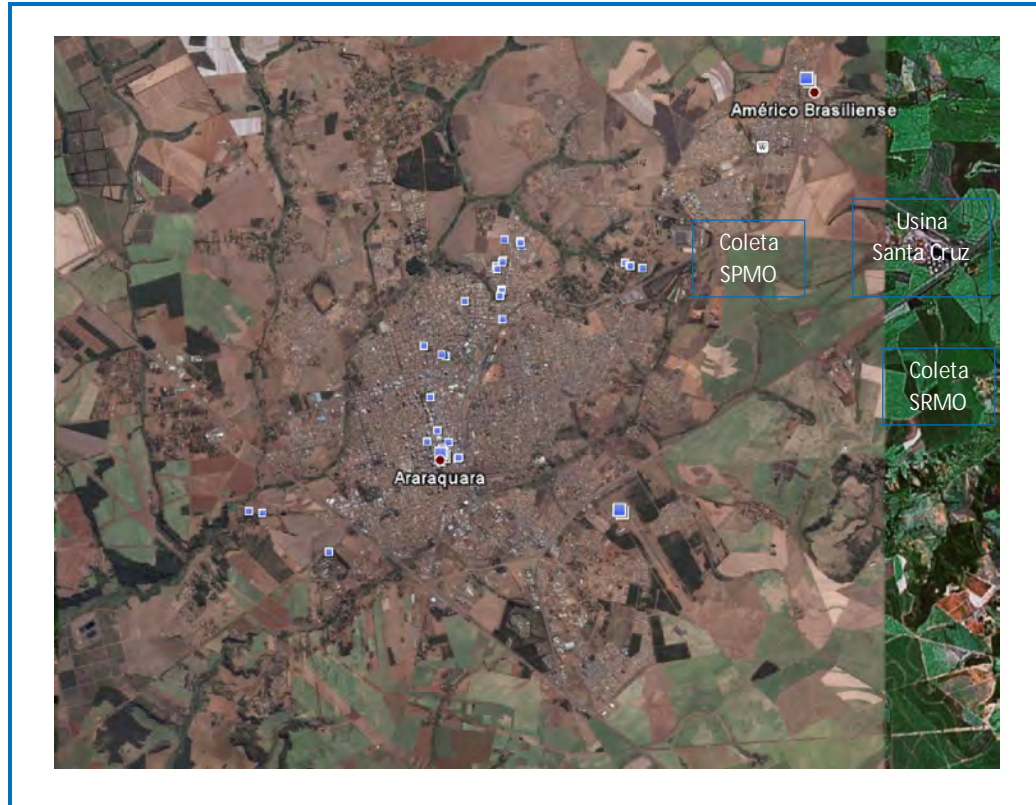 Américo Brasiliense
W
Usina
Santa Cruz
Coleta
SPMO
Coleta
SRMO
Araraquara